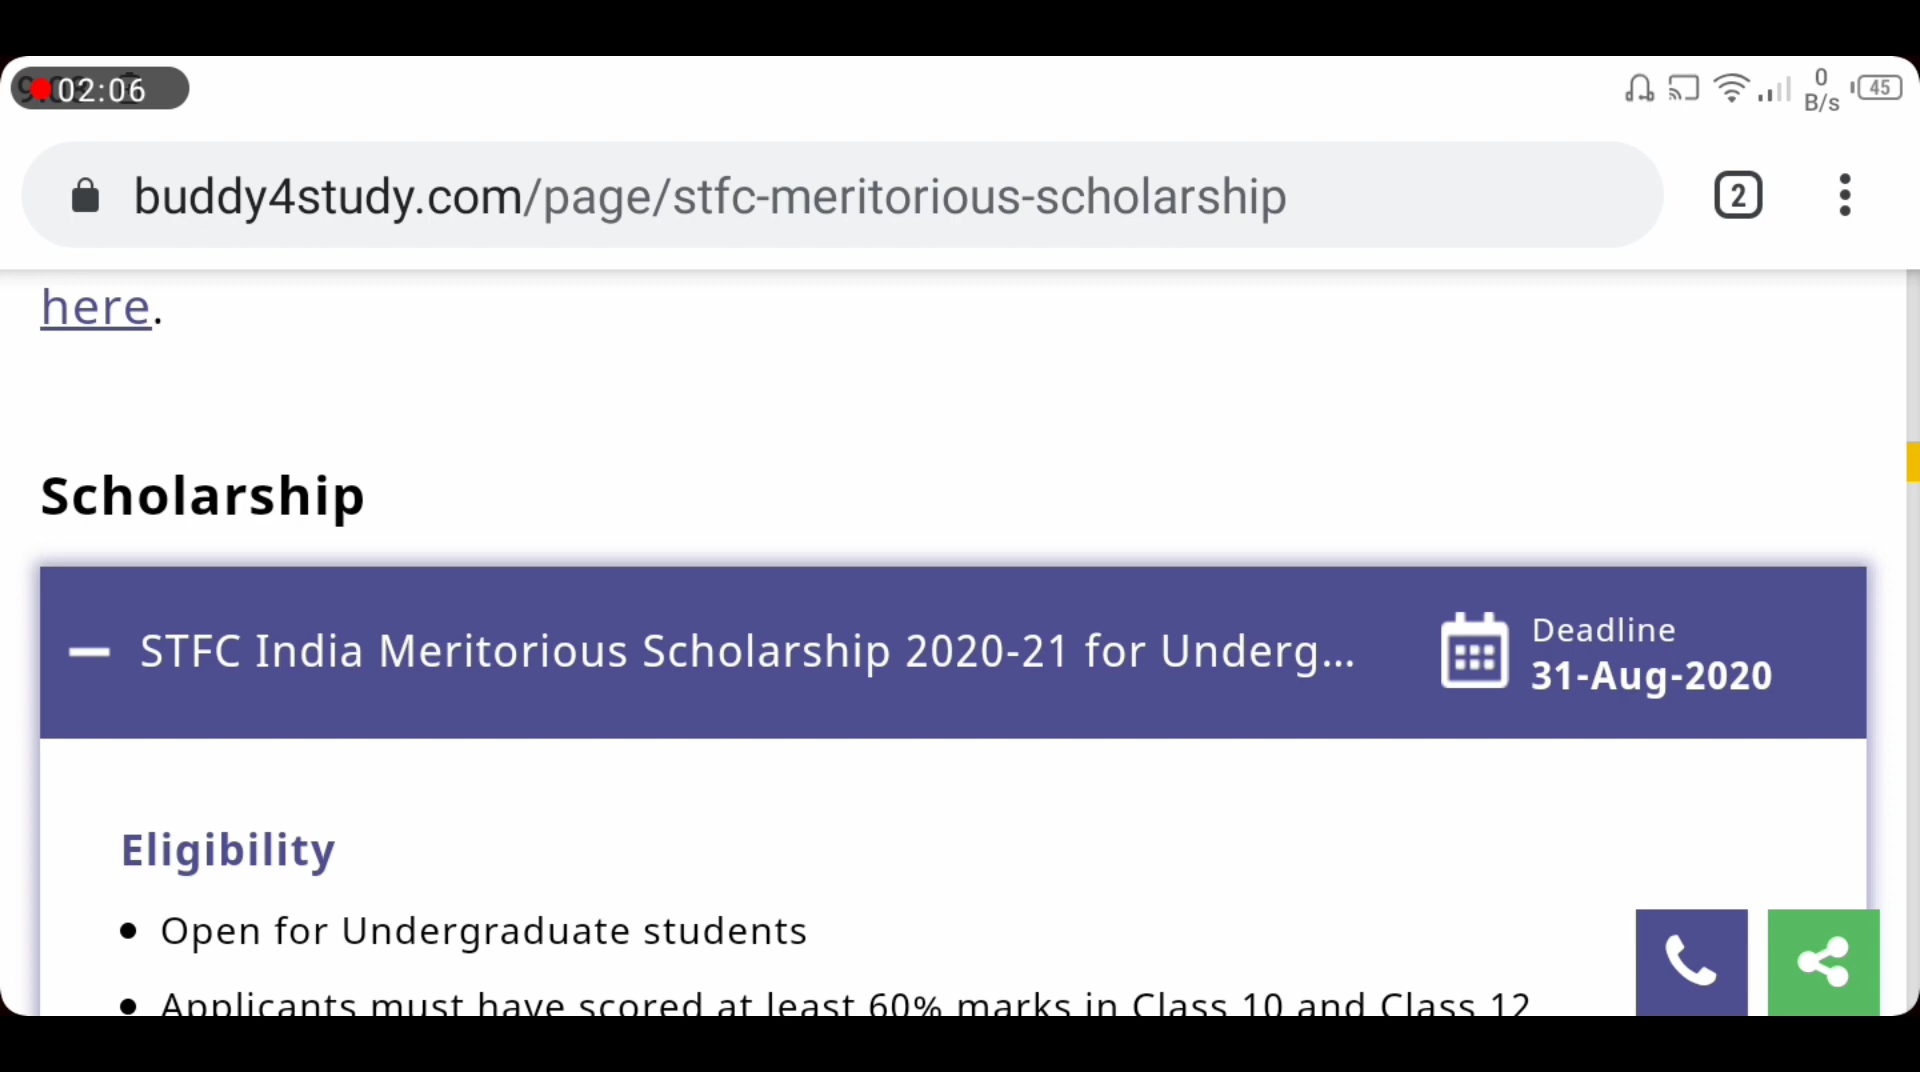 02:06
0
B/s
45
buddy4study.com/page/stfc-meritorious-scholarship
2
here.
Scholarship
STFC India Meritorious Scholarship 2020-21 for Underg...
Deadline
31-Aug-2020
Eligibility
Open for Undergraduate students
Applicants must have scored at least 60% marks in Class 10 and Class 12